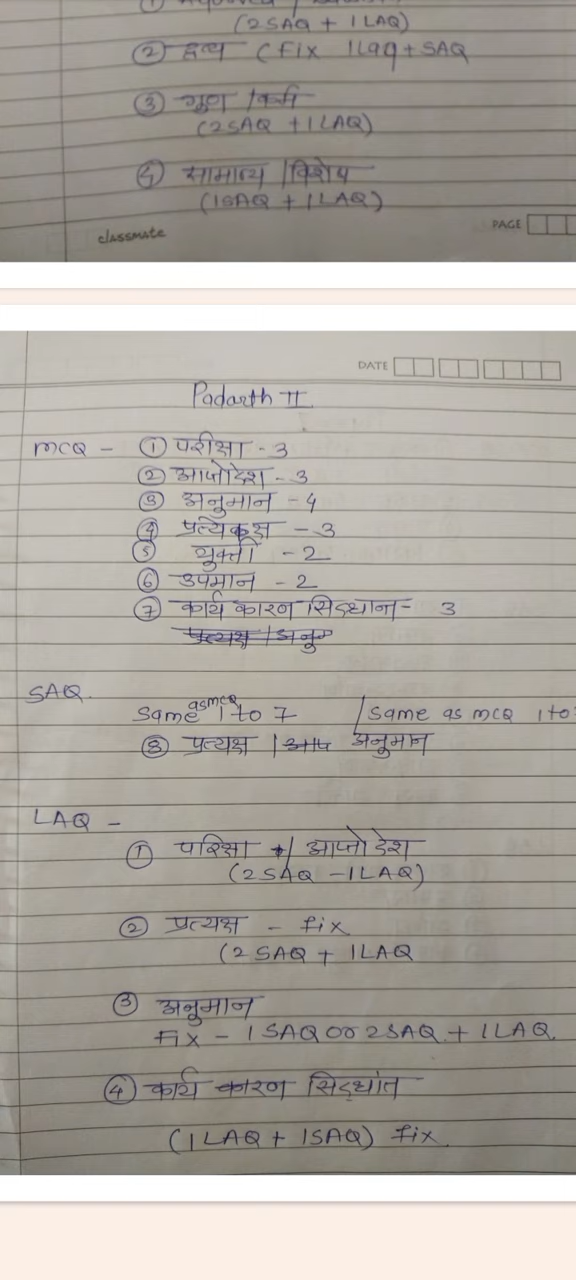 (2SAQ + 1LAQ)
② द्रव्य (Fix 1Laq + SAQ
③ गुण / कर्म
(2SAQ + 1LAQ)
④ सामान्य / विशेष
(1SAQ + 1LAQ)
classmate
PAGE
DATE
Padarth II
MCQ - ① परीक्षा - 3
② आप्तोदेश - 3
③ अनुमान - 4
④ प्रत्यक्ष - 3
⑤ युक्ती - 2
⑥ उपमान - 2
⑦ कार्य कारण सिद्धान - 3
प्रत्यक्ष / अनुम
SAQ.
Same as mcq 1 to 7 / Same as mcq 1 to
⑧ प्रत्यक्ष / आप अनुमान
LAQ -
① परिक्षा / आप्तोदेश
(2SAQ - 1LAQ)
② प्रत्यक्ष - fix
(2SAQ + 1LAQ
③ अनुमान
Fix - 1SAQ or 2SAQ + 1LAQ.
④ कार्य कारण सिद्धांत
(1LAQ + 1SAQ) fix.